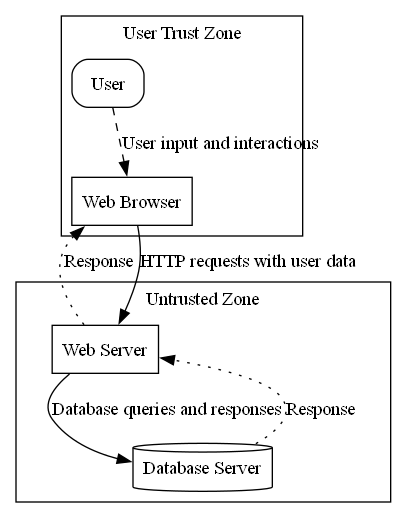 User Trust Zone
User
User input and interactions
Web Browser
Response
HTTP requests with user data
Untrusted Zone
Web Server
Database queries and responses
Response
Database Server